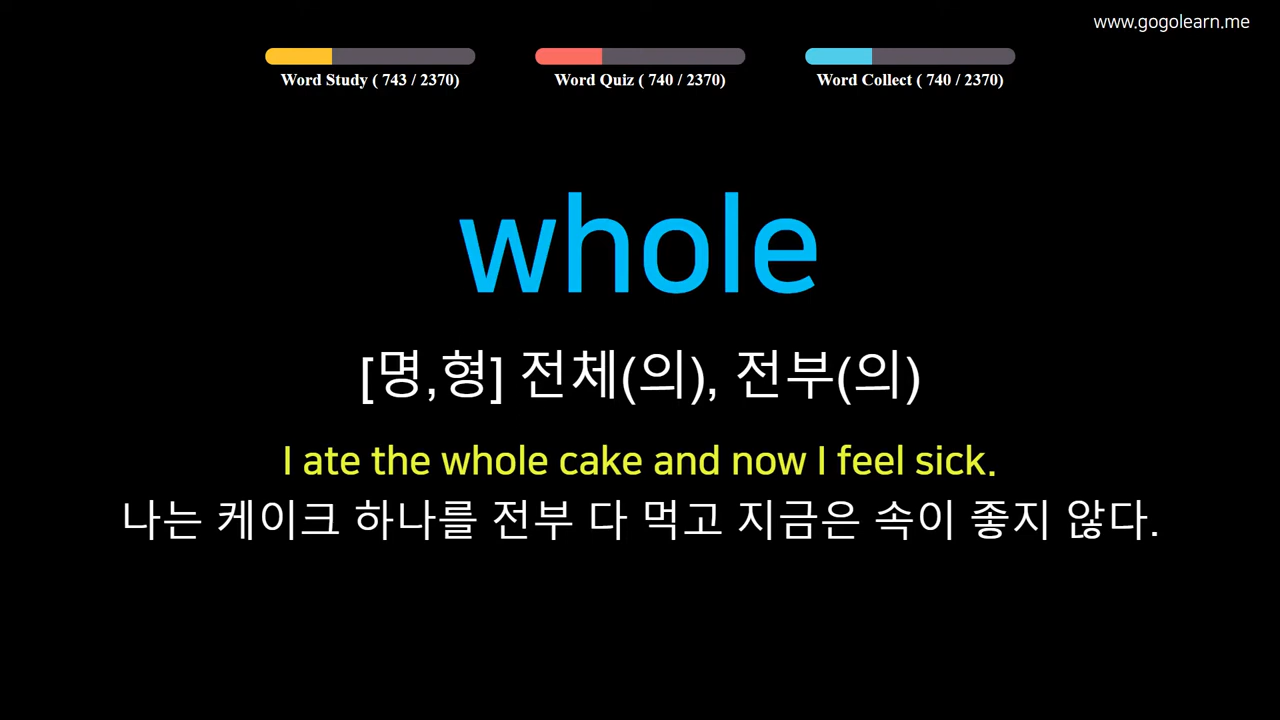 www.gogolearn.me
Word Study ( 743 / 2370)
Word Quiz ( 740 / 2370)
Word Collect ( 740 / 2370)
whole
[명,형] 전체(의), 전부(의)
I ate the whole cake and now I feel sick.
나는 케이크 하나를 전부 다 먹고 지금은 속이 좋지 않다.